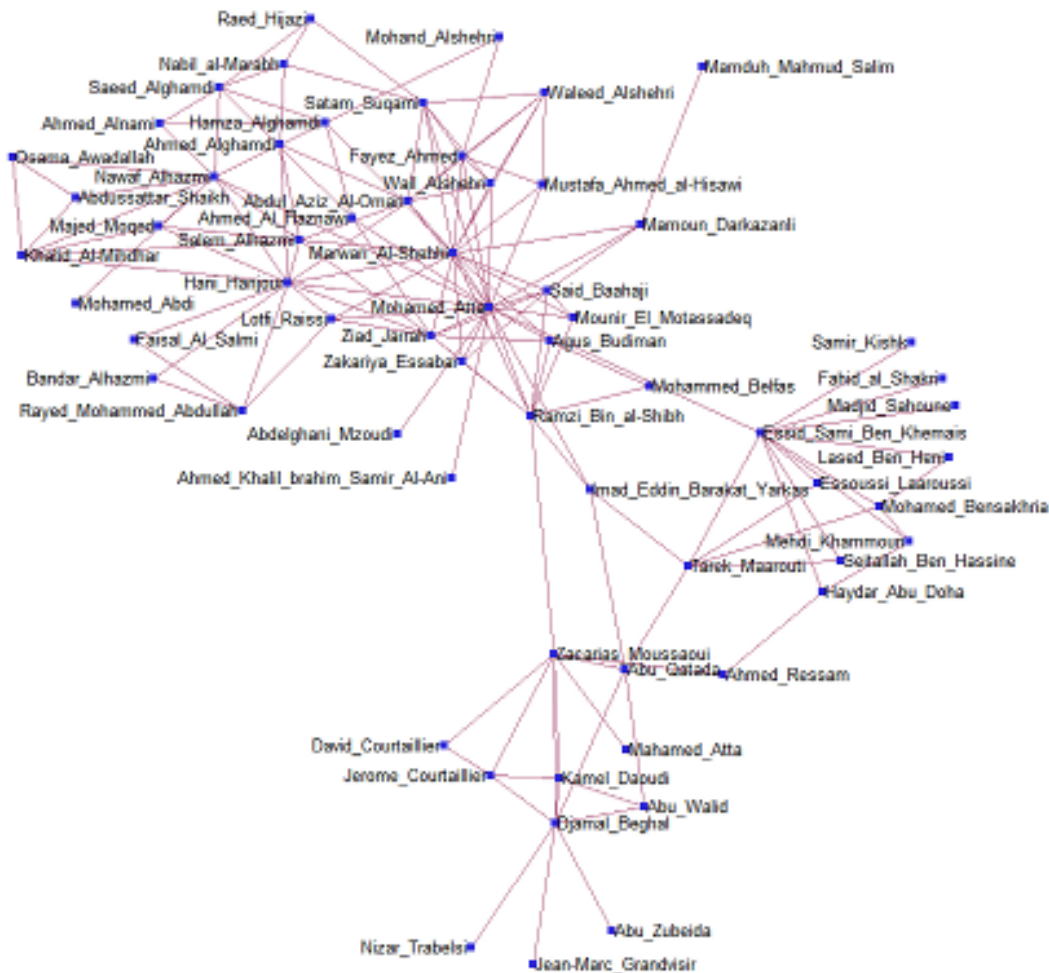 Raed_Hijazi
Mohand_Alshehri
Nabil_al-Marabh
Mamduh_Mahmud_Salim
Saeed_Alghamdi
Satam_Suqami
Waleed_Alshehri
Ahmed_Alnami
Hamza_Alghamdi
Ahmed_Alghamdi
Osama_Awadallah
Fayez_Ahmed
Nawaf_Alhazmi
Wail_Alshehri
Mustafa_Ahmed_al-Hisawi
Abdussattar_Shaikh
Abdul_Aziz_Al-Omari
Ahmed_Al_Haznawi
Majed_Moqed
Mamoun_Darkazanli
Salem_Alhazmi
Marwan_Al-Shehhi
Khalid_Al-Mihdhar
Hani_Hanjour
Said_Baahaji
Mohamed_Abdi
Mohamed_Atta
Lotfi_Raissi
Mounir_El_Motassadeq
Ziad_Jarrah
Faisal_Al_Salmi
Agus_Budiman
Samir_Kishk
Zakariya_Essabar
Bandar_Alhazmi
Fahid_al_Shakri
Mohammed_Belfas
Rayed_Mohammed_Abdullah
Madjid_Sahoune
Ramzi_Bin_al-Shibh
Abdelghani_Mzoudi
Essid_Sami_Ben_Khemais
Lased_Ben_Heni
Ahmed_Khalil_Ibrahim_Samir_Al-Ani
Imad_Eddin_Barakat_Yarkas
Essoussi_Laaroussi
Mohamed_Bensakhria
Mehdi_Khammoun
Tarek_Maarouti
Seifallah_Ben_Hassine
Haydar_Abu_Doha
Zacarias_Moussaoui
Abu_Qatada
Ahmed_Ressam
David_Courtaillier
Mahamed_Atta
Jerome_Courtaillier
Kamel_Daoudi
Abu_Walid
Djamal_Beghal
Abu_Zubeida
Nizar_Trabelsi
Jean-Marc_Grandvisir